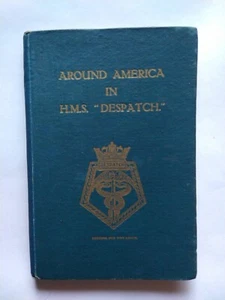 AROUND AMERICA
IN
H.M.S. "DESPATCH."